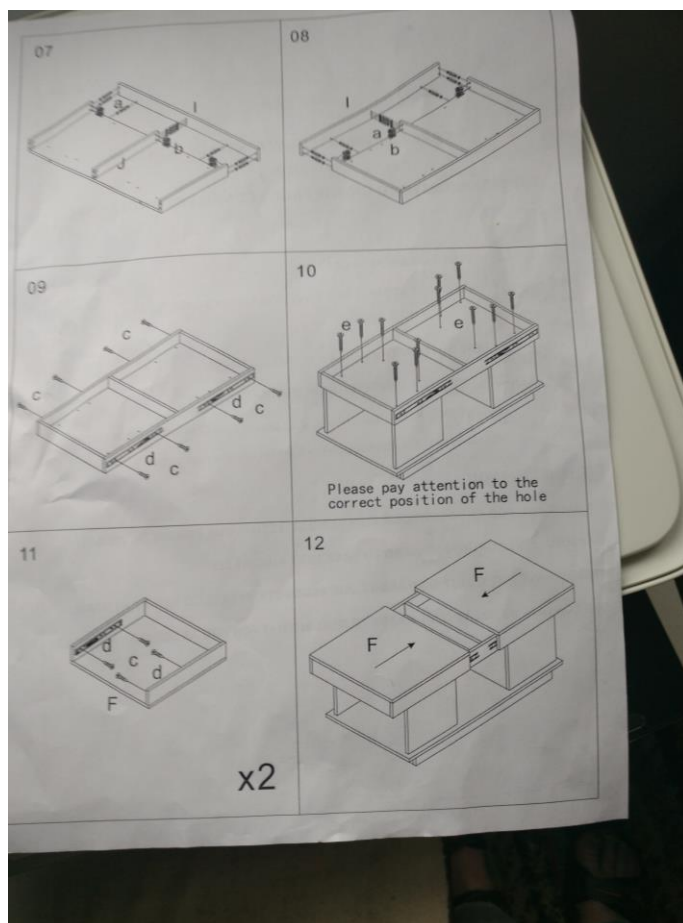 07
a
I
b
J
08
I
a
b
09
c
c
c
d
c
d
c
10
e
e
Please pay attention to the
correct position of the hole
11
d
c
d
F
x2
12
F
F